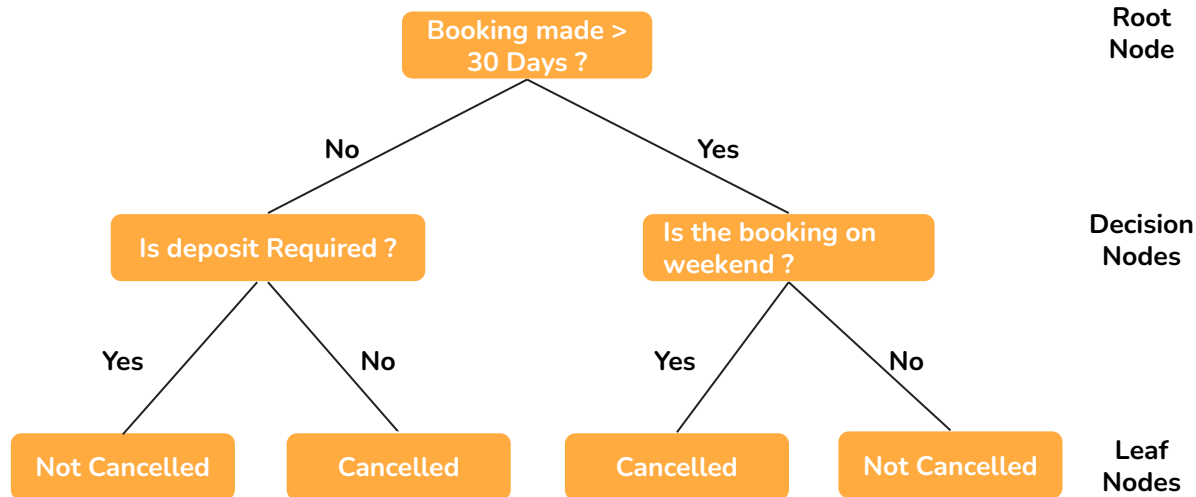 Booking made >
30 Days ?
Root
Node
No
Yes
Is deposit Required ?
Is the booking on
weekend ?
Decision
Nodes
Yes
No
Yes
No
Not Cancelled
Cancelled
Cancelled
Not Cancelled
Leaf
Nodes